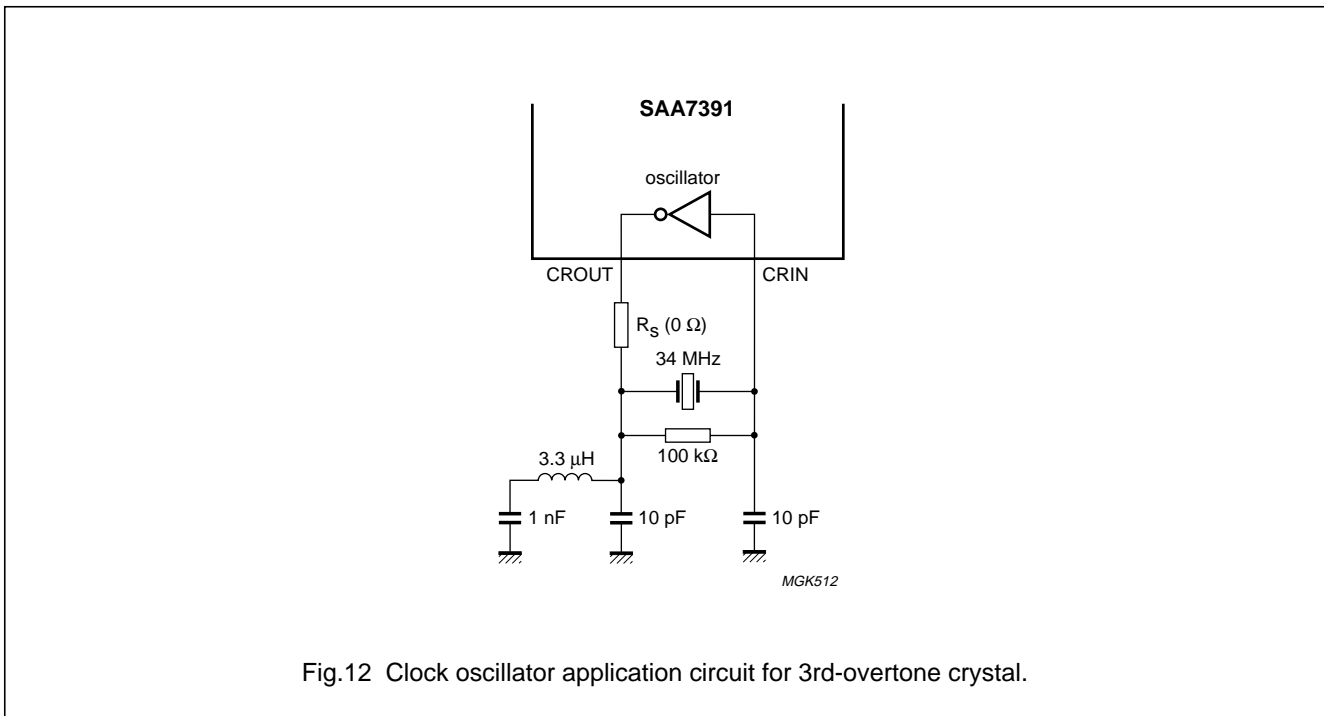 SAA7391
oscillator
CROUT
CRIN
RS (0 Ω)
34 MHz
100 kΩ
3.3 μH
1 nF
10 pF
10 pF
MGK512
Fig.12 Clock oscillator application circuit for 3rd-overtone crystal.